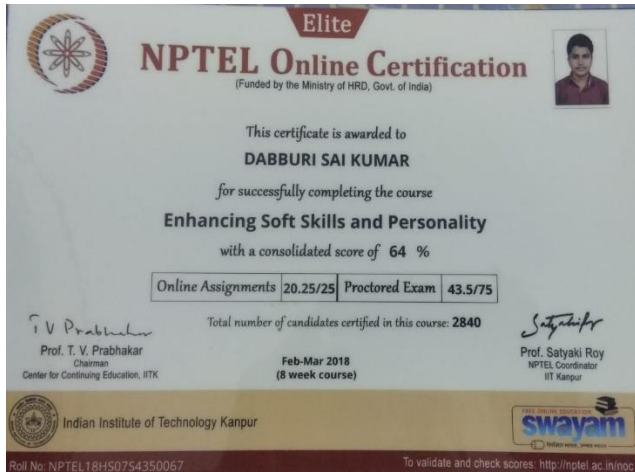 Elite
NPTEL Online Certification
(Funded by the Ministry of HRD, Govt. of India)
This certificate is awarded to
DABBURI SAI KUMAR
for successfully completing the course
Enhancing Soft Skills and Personality
with a consolidated score of 64 %
Online Assignments 20.25/25 Proctored Exam 43.5/75
Total number of candidates certified in this course: 2840
T V Prabhakar
Prof. T. V. Prabhakar
Chairman
Center for Continuing Education, IITK
Feb-Mar 2018
(8 week course)
Prof. Satyaki Roy
NPTEL Coordinator
IIT Kanpur
Indian Institute of Technology Kanpur
FREE ONLINE EDUCATION
swayam
Roll No: NPTEL18HS07S4350067
To validate and check scores: http://nptel.ac.in/noc